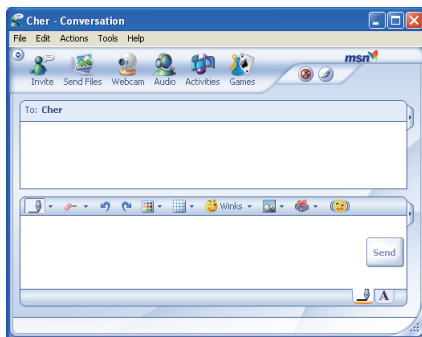 Cher - Conversation
File Edit Actions Tools Help
msn
Invite Send Files Webcam Audio Activities Games
To: Cher
Winks
Send
A